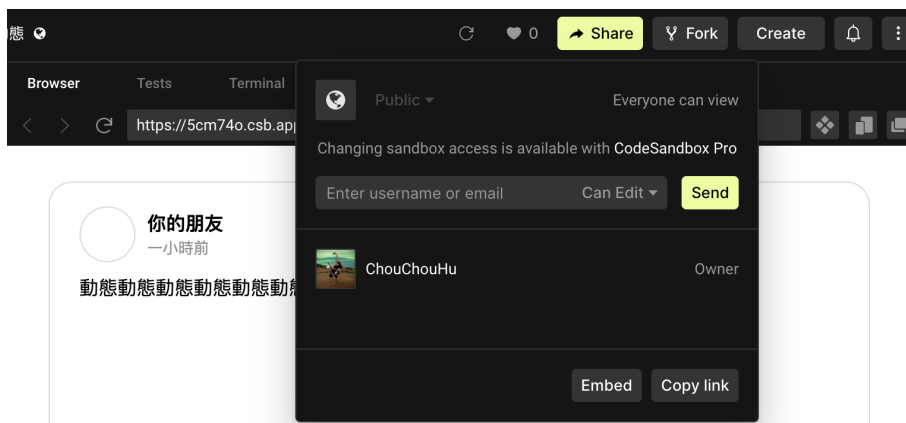 態
0
Share
Fork
Create
Browser
Tests
Terminal
https://5cm74o.csb.ap
Public
Everyone can view
Changing sandbox access is available with CodeSandbox Pro
Enter username or email
Can Edit
Send
ChouChouHu
Owner
Embed
Copy link
你的朋友
一小時前
動態動態動態動態動態動